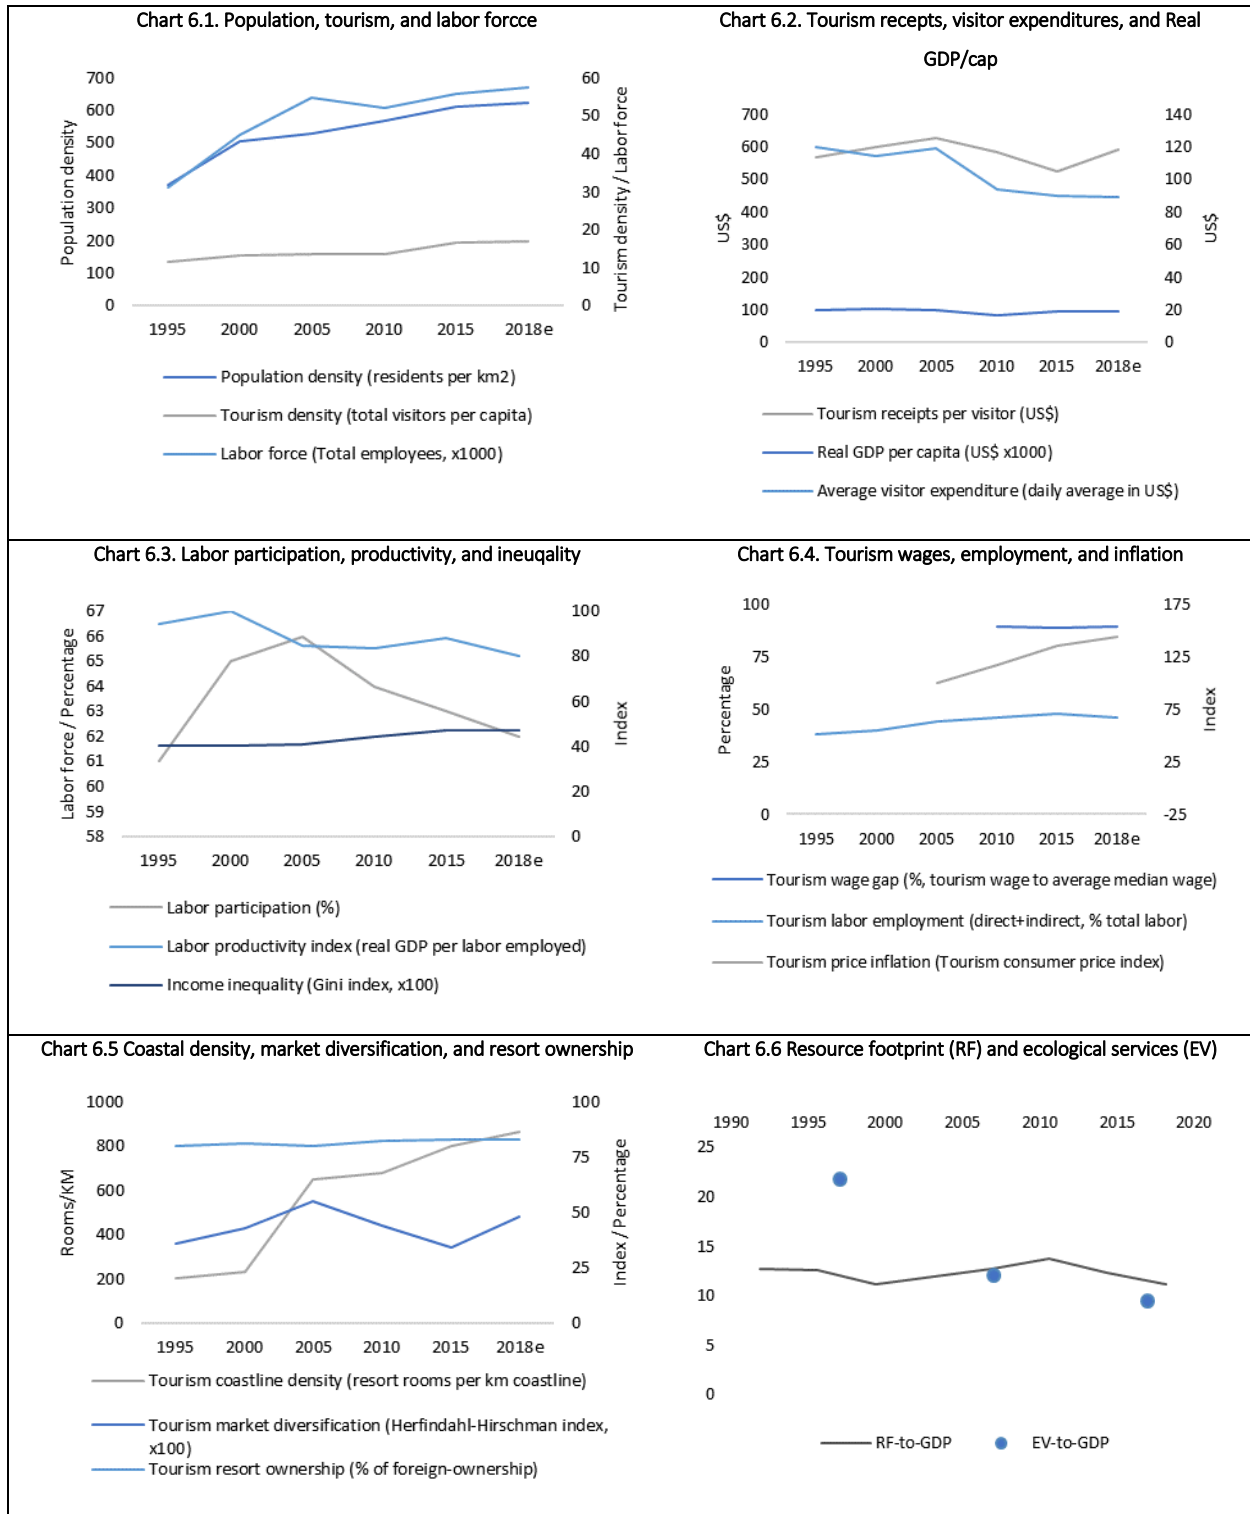 Chart 6.1. Population, tourism, and labor forcce
700
600
500
400
300
200
100
0
Population density
60
50
40
30
20
10
0
Tourism density / Labor force
1995 2000 2005 2010 2015 2018e
Population density (residents per km2)
Tourism density (total visitors per capita)
Labor force (Total employees, x1000)
Chart 6.2. Tourism receipts, visitor expenditures, and Real
GDP/cap
700
600
500
400
300
200
100
0
US$
140
120
100
80
60
40
20
0
US$
1995 2000 2005 2010 2015 2018e
Tourism receipts per visitor (US$)
Real GDP per capita (US$ x1000)
Average visitor expenditure (daily average in US$)
Chart 6.3. Labor participation, productivity, and ineuqality
67
66
65
64
63
62
61
60
59
58
Labor force / Percentage
100
80
60
40
20
0
Index
1995 2000 2005 2010 2015 2018e
Labor participation (%)
Labor productivity index (real GDP per labor employed)
Income inequality (Gini index, x100)
Chart 6.4. Tourism wages, employment, and inflation
100
75
50
25
0
Percentage
175
125
75
25
-25
Index
1995 2000 2005 2010 2015 2018e
Tourism wage gap (%, tourism wage to average median wage)
Tourism labor employment (direct+indirect, % total labor)
Tourism price inflation (Tourism consumer price index)
Chart 6.5 Coastal density, market diversification, and resort ownership
1000
800
600
400
200
0
Rooms/KM
100
75
50
25
0
Index / Percentage
1995 2000 2005 2010 2015 2018e
Tourism coastline density (resort rooms per km coastline)
Tourism market diversification (Herfindahl-Hirschman index,
x100)
Tourism resort ownership (% of foreign-ownership)
Chart 6.6 Resource footprint (RF) and ecological services (EV)
1990 1995 2000 2005 2010 2015 2020
25
20
15
10
5
0
RF-to-GDP EV-to-GDP